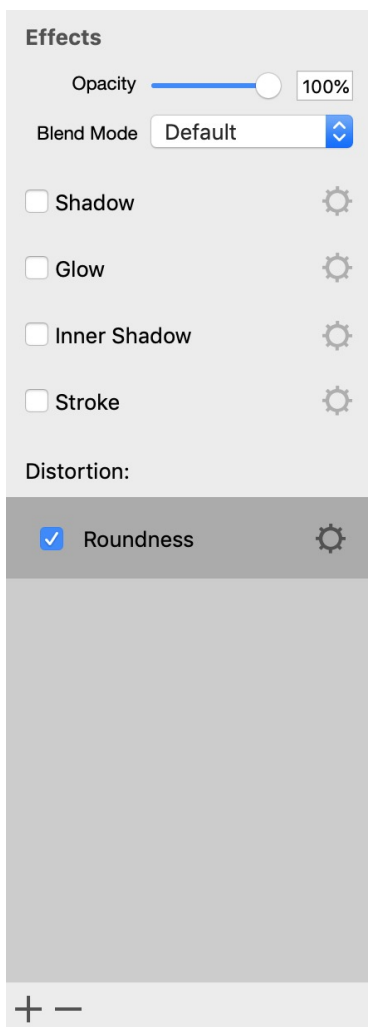 Effects
Opacity 100%
Blend Mode Default
Shadow
Glow
Inner Shadow
Stroke
Distortion:
Roundness